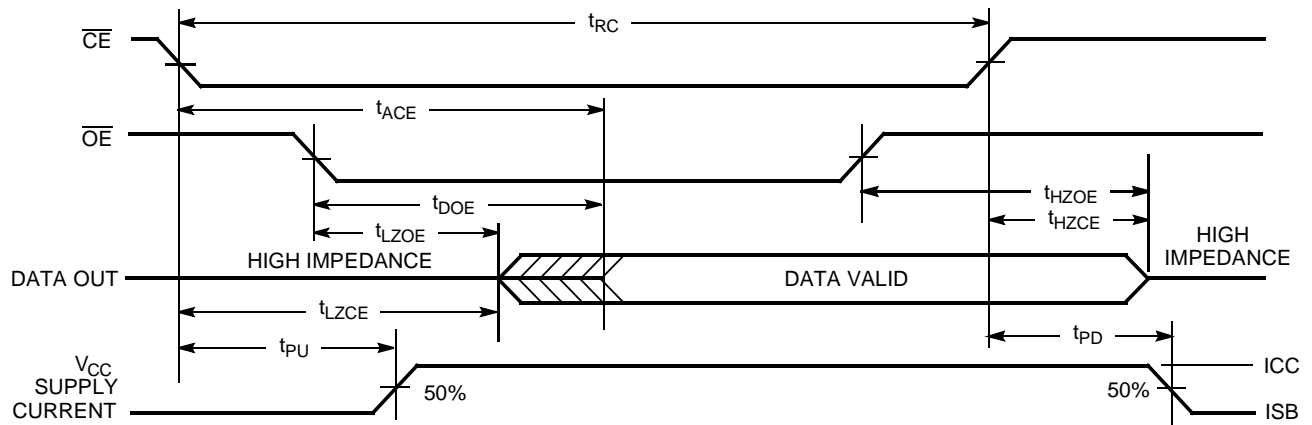 tRC
CE
tACE
OE
tHZOE
tDOE
tHZCE
tLZOE
HIGH IMPEDANCE
HIGH
IMPEDANCE
DATA OUT
DATA VALID
tLZCE
tPU
tPD
VCC
SUPPLY
CURRENT
50%
50%
ICC
ISB